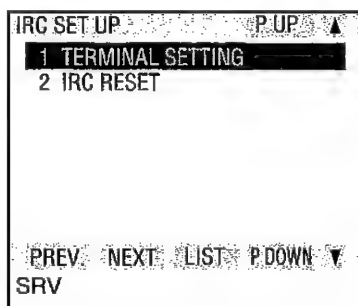 IRC SET UP P.UP ▲
1 TERMINAL SETTING
2 IRC RESET
PREV. NEXT LIST P.DOWN ▼
SRV